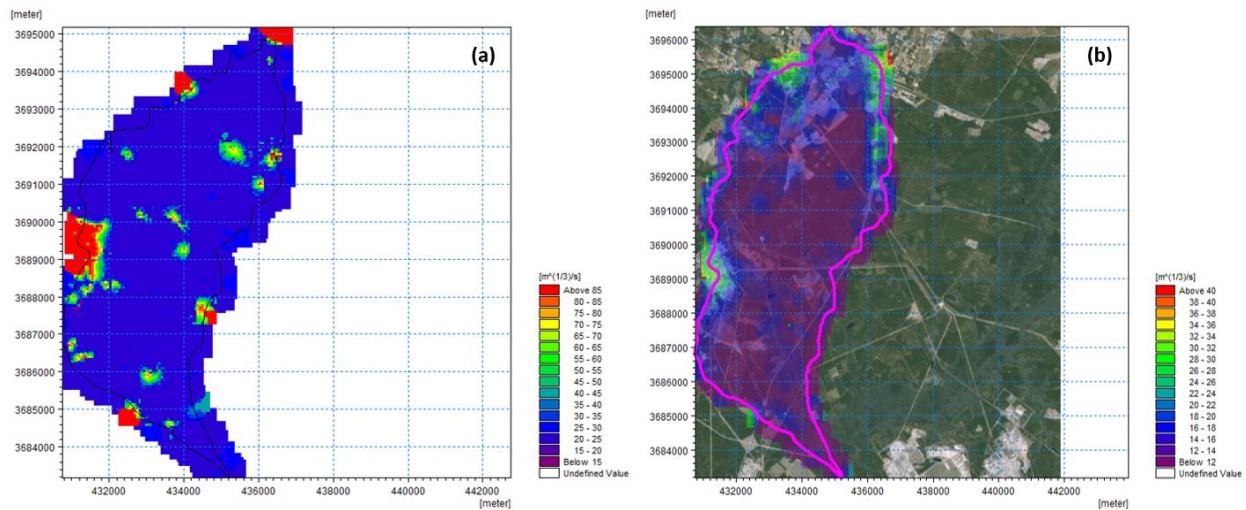 [meter]
(a)
3695000
3694000
3693000
3692000
3691000
3690000
3689000
3688000
3687000
3686000
3685000
3684000
432000 434000 436000 438000 440000 442000
[meter]
[m^(1/3)/s]
Above 85
80 - 85
75 - 80
70 - 75
65 - 70
60 - 65
55 - 60
50 - 55
45 - 50
40 - 45
35 - 40
30 - 35
25 - 30
20 - 25
15 - 20
Below 15
Undefined Value
[meter]
(b)
3696000
3695000
3694000
3693000
3692000
3691000
3690000
3689000
3688000
3687000
3686000
3685000
3684000
432000 434000 436000 438000 440000 442000
[meter]
[m^(1/3)/s]
Above 40
38 - 40
36 - 38
34 - 36
32 - 34
30 - 32
28 - 30
26 - 28
24 - 26
22 - 24
20 - 22
18 - 20
16 - 18
14 - 16
12 - 14
Below 12
Undefined Value